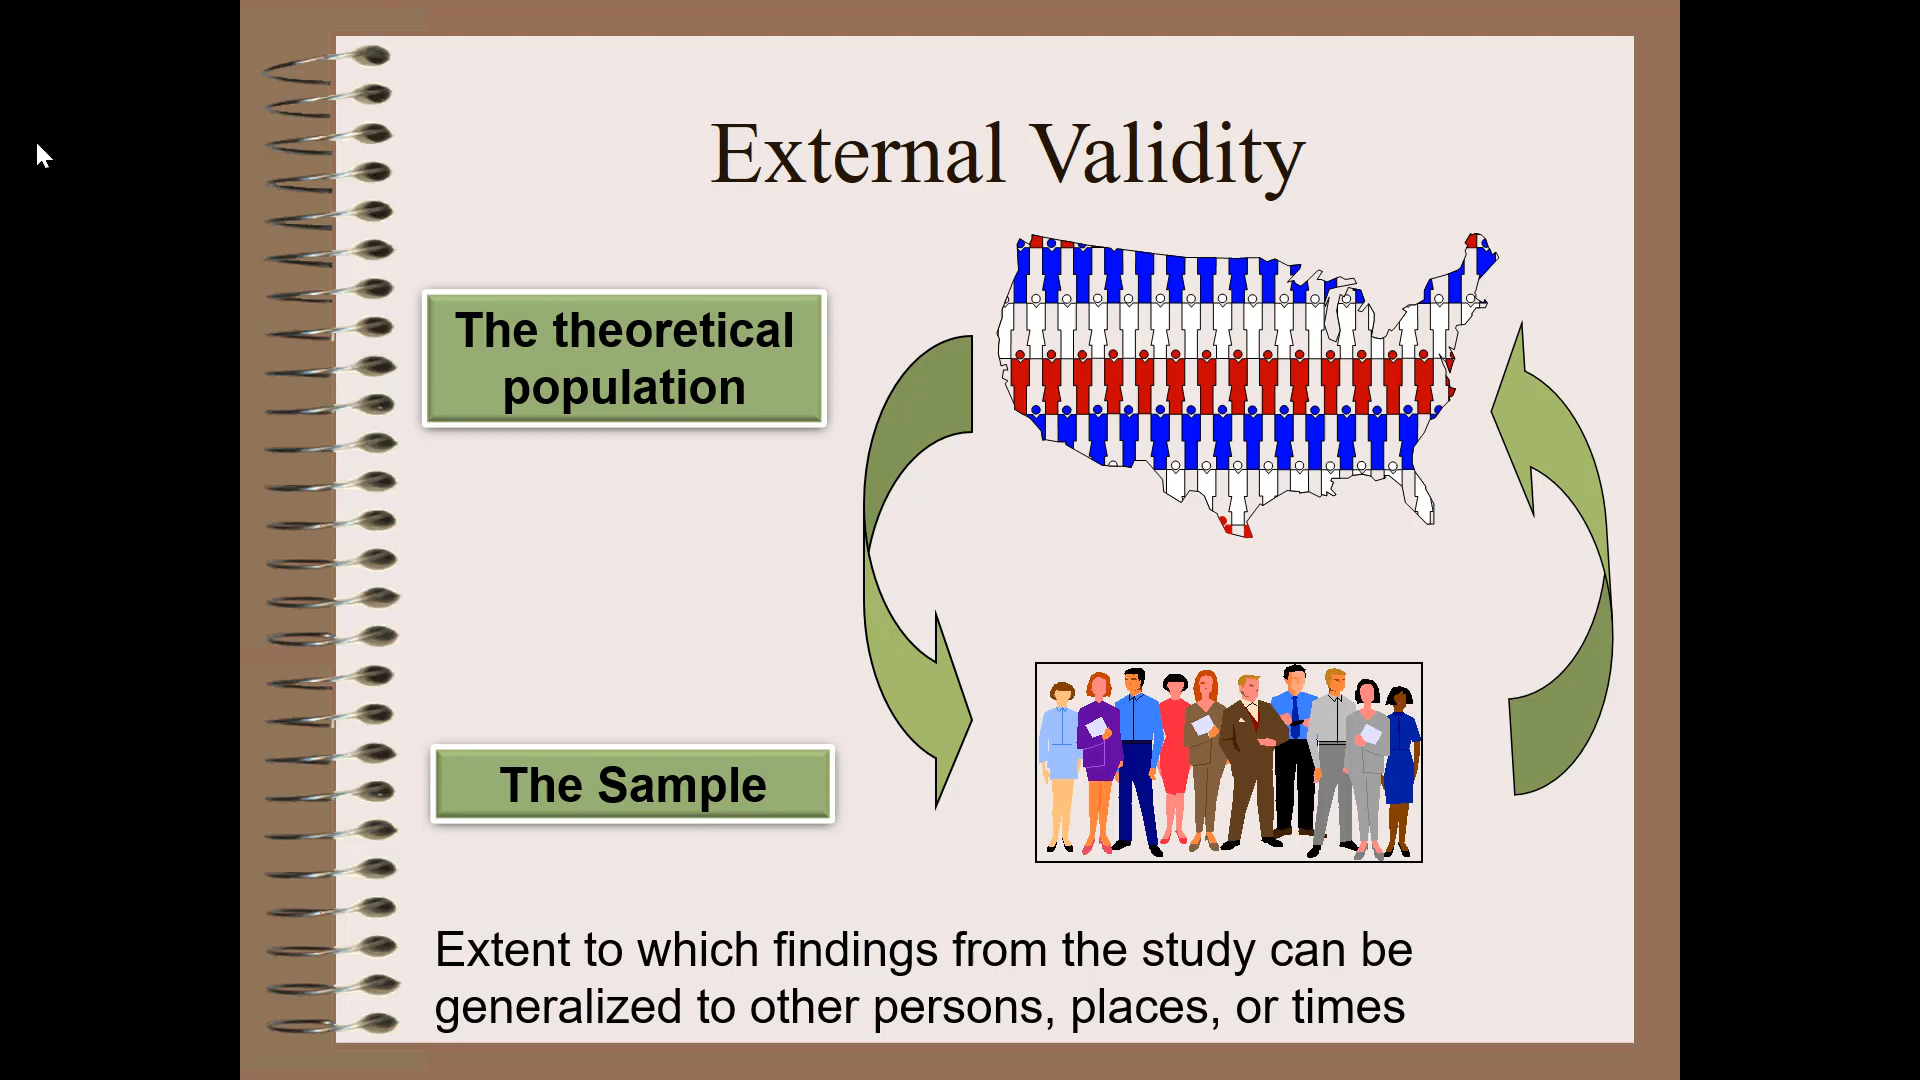 External Validity
The theoretical
population
The Sample
Extent to which findings from the study can be
generalized to other persons, places, or times